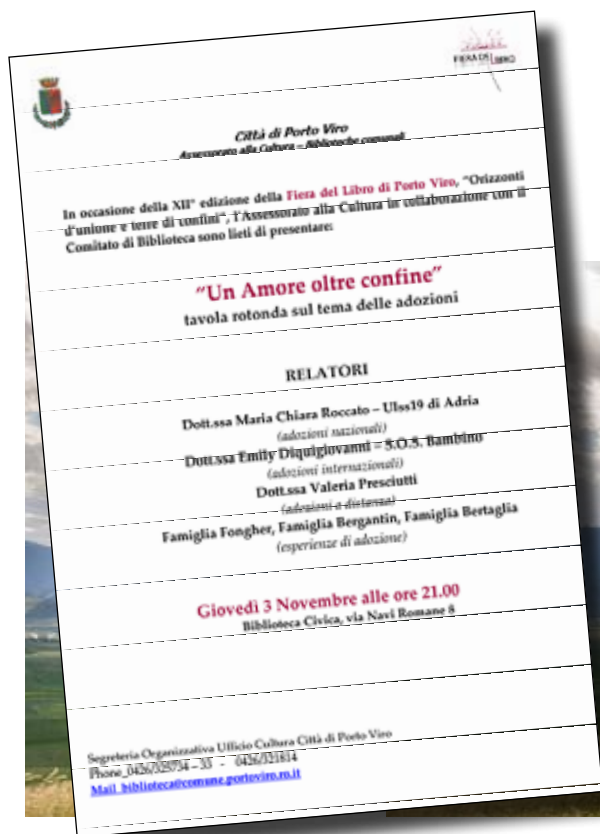 FIERA DEL LIBRO
Città di Porto Viro
Assessorato alla Cultura – Biblioteche comunali
In occasione della XII° edizione della Fiera del Libro di Porto Viro, “Orizzonti
d’unione e terre di confini”, l’Assessorato alla Cultura in collaborazione con il
Comitato di Biblioteca sono lieti di presentare:
“Un Amore oltre confine”
tavola rotonda sul tema delle adozioni
RELATORI
Dott.ssa Maria Chiara Roccato – Ulss19 di Adria
(adozioni nazionali)
Dott.ssa Emily Diquigiovanni – S.O.S. Bambino
(adozioni internazionali)
Dott.ssa Valeria Presciutti
(adozioni a distanza)
Famiglia Fongher, Famiglia Bergantin, Famiglia Bertaglia
(esperienze di adozione)
Giovedì 3 Novembre alle ore 21.00
Biblioteca Civica, via Navi Romane 8
Segreteria Organizzativa Ufficio Cultura Città di Porto Viro
Phone_0426/325734 – 33 - 0426/321814
Mail_biblioteca@comune.portoviro.ro.it